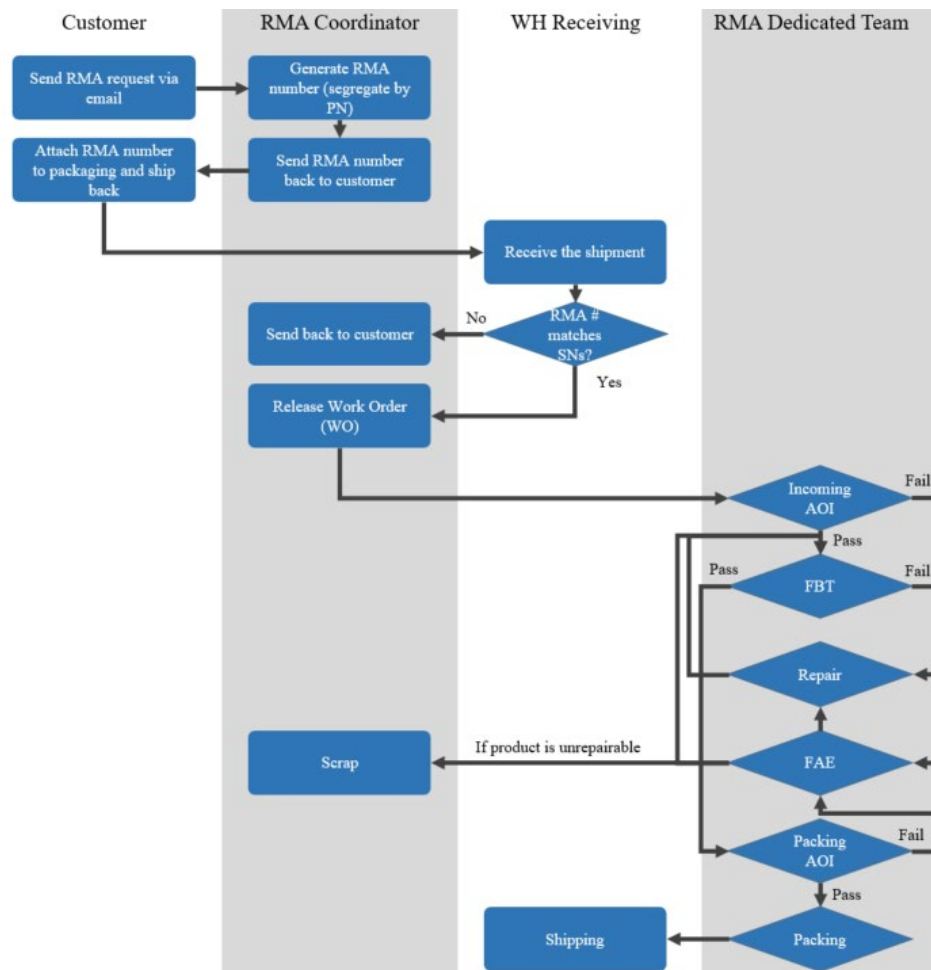 Customer
RMA Coordinator
WH Receiving
RMA Dedicated Team
Send RMA request via
email
Generate RMA
number (segregate by
PN)
Attach RMA number
to packaging and ship
back
Send RMA number
back to customer
Receive the shipment
Send back to customer
No
RMA #
matches
SNs?
Yes
Release Work Order
(WO)
Incoming
AOI
Fail
Pass
Pass
FBT
Fail
Repair
Scrap
If product is unrepairable
FAE
Packing
AOI
Fail
Pass
Shipping
Packing